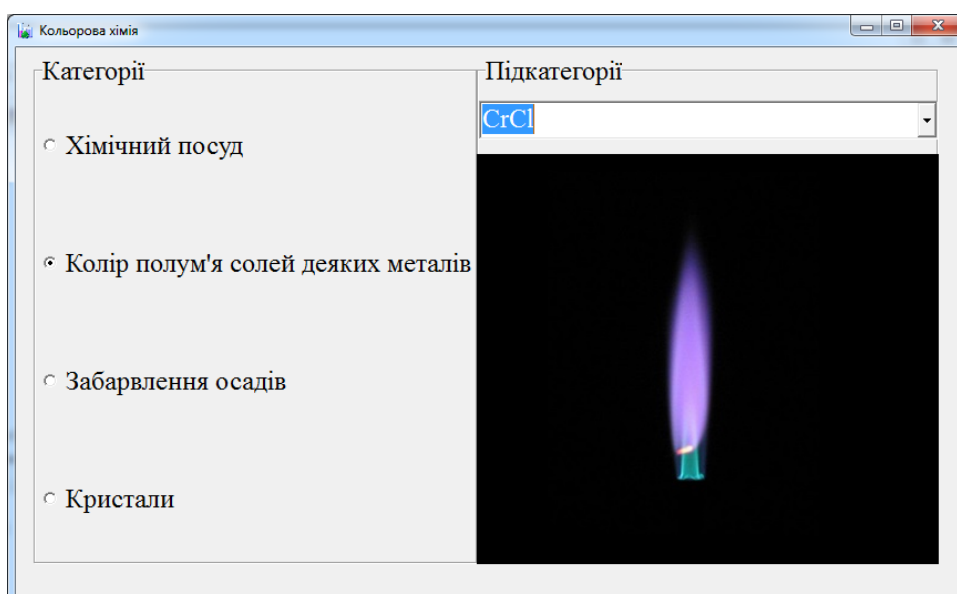 Кольорова хімія
Категорії
Підкатегорії
CrCl
Хімічний посуд
Колір полум'я солей деяких металів
Забарвлення осадів
Кристали